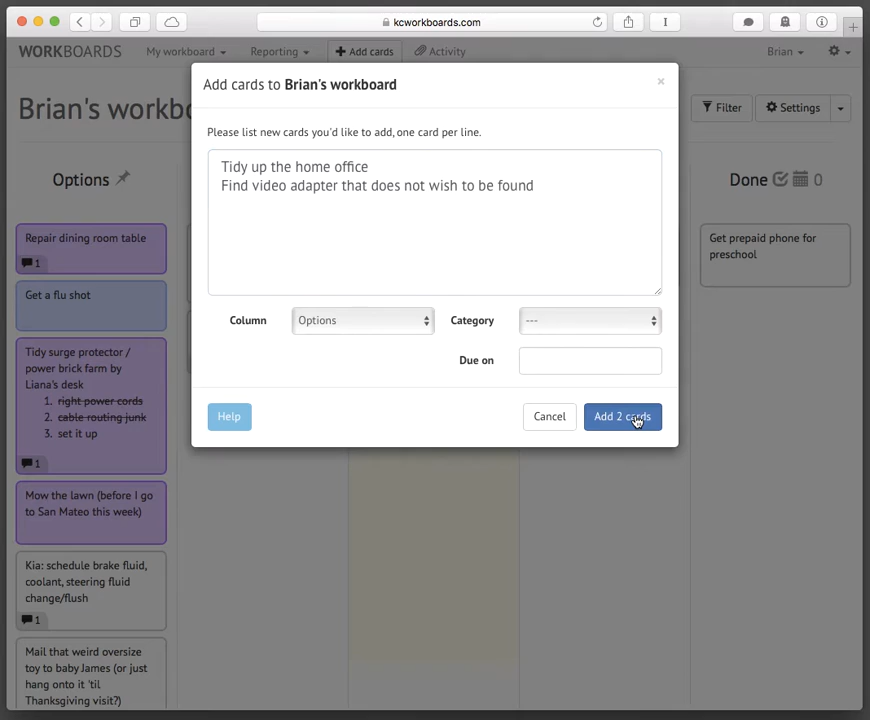 kcworkboards.com
WORKBOARDS
My workboard
Reporting
Add cards
Activity
Brian
Brian's workbo
Filter
Settings
Options
Done
0
Repair dining room table
1
Get a flu shot
Tidy surge protector /
power brick farm by
Liana's desk
1. right power cords
2. cable routing junk
3. set it up
1
Mow the lawn (before I go
to San Mateo this week)
Kia: schedule brake fluid,
coolant, steering fluid
change/flush
1
Mail that weird oversize
toy to baby James (or just
hang onto it 'til
Thanksgiving visit?)
Get prepaid phone for
preschool
Add cards to Brian's workboard
×
Please list new cards you'd like to add, one card per line.
Tidy up the home office
Find video adapter that does not wish to be found
Column
Options
Category
---
Due on
Help
Cancel
Add 2 cards